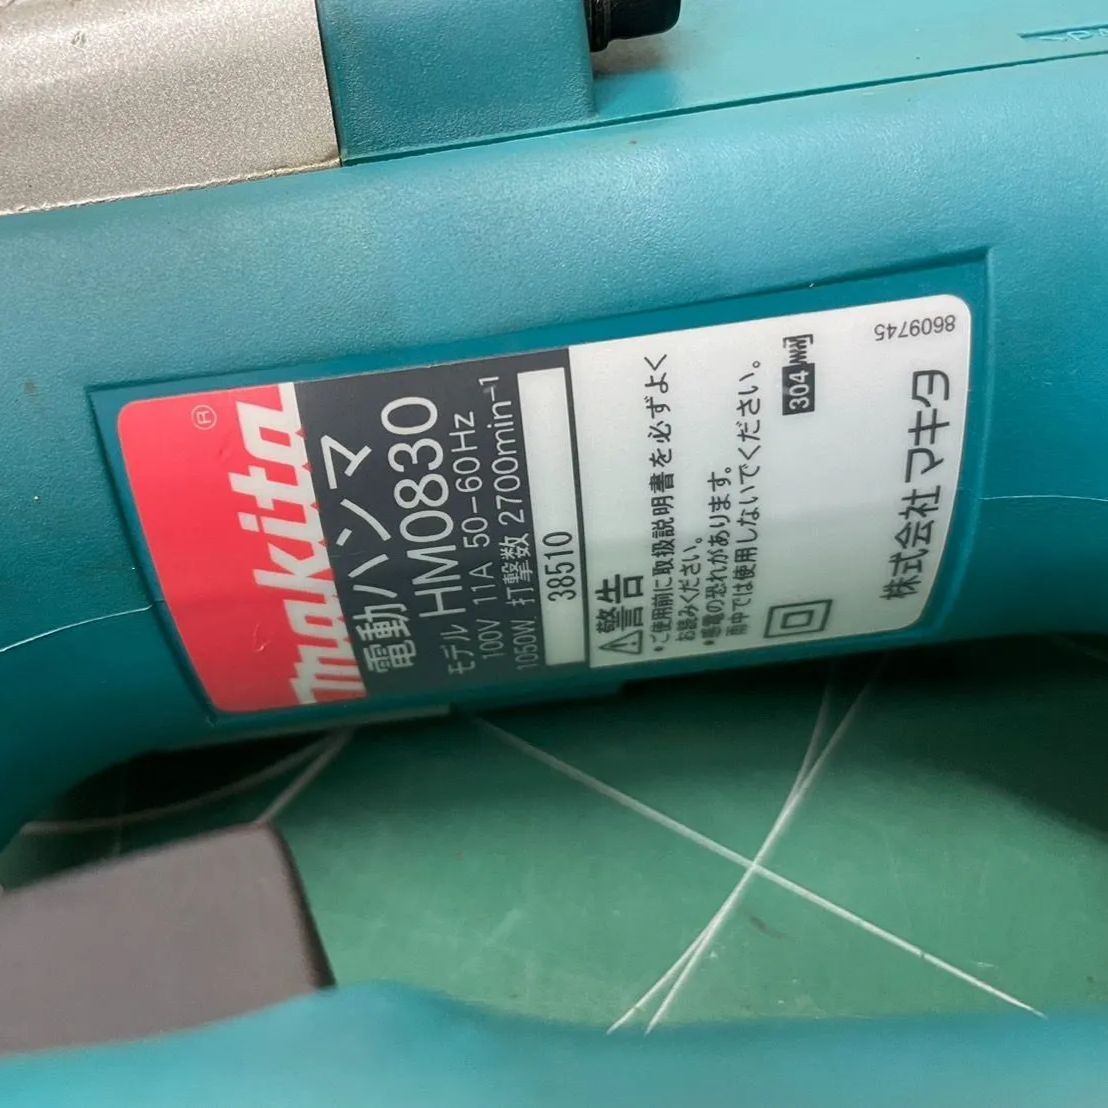 makita®
電動ハンマ
モデル HM0830
100V 11A 50-60Hz
1050W 打撃数 2700min-1
38510
⚠警告
・ご使用前に取扱説明書を必ずよく
お読みください。
・感電の恐れがあります。
雨中では使用しないでください。
304
株式会社 マキタ
8609745